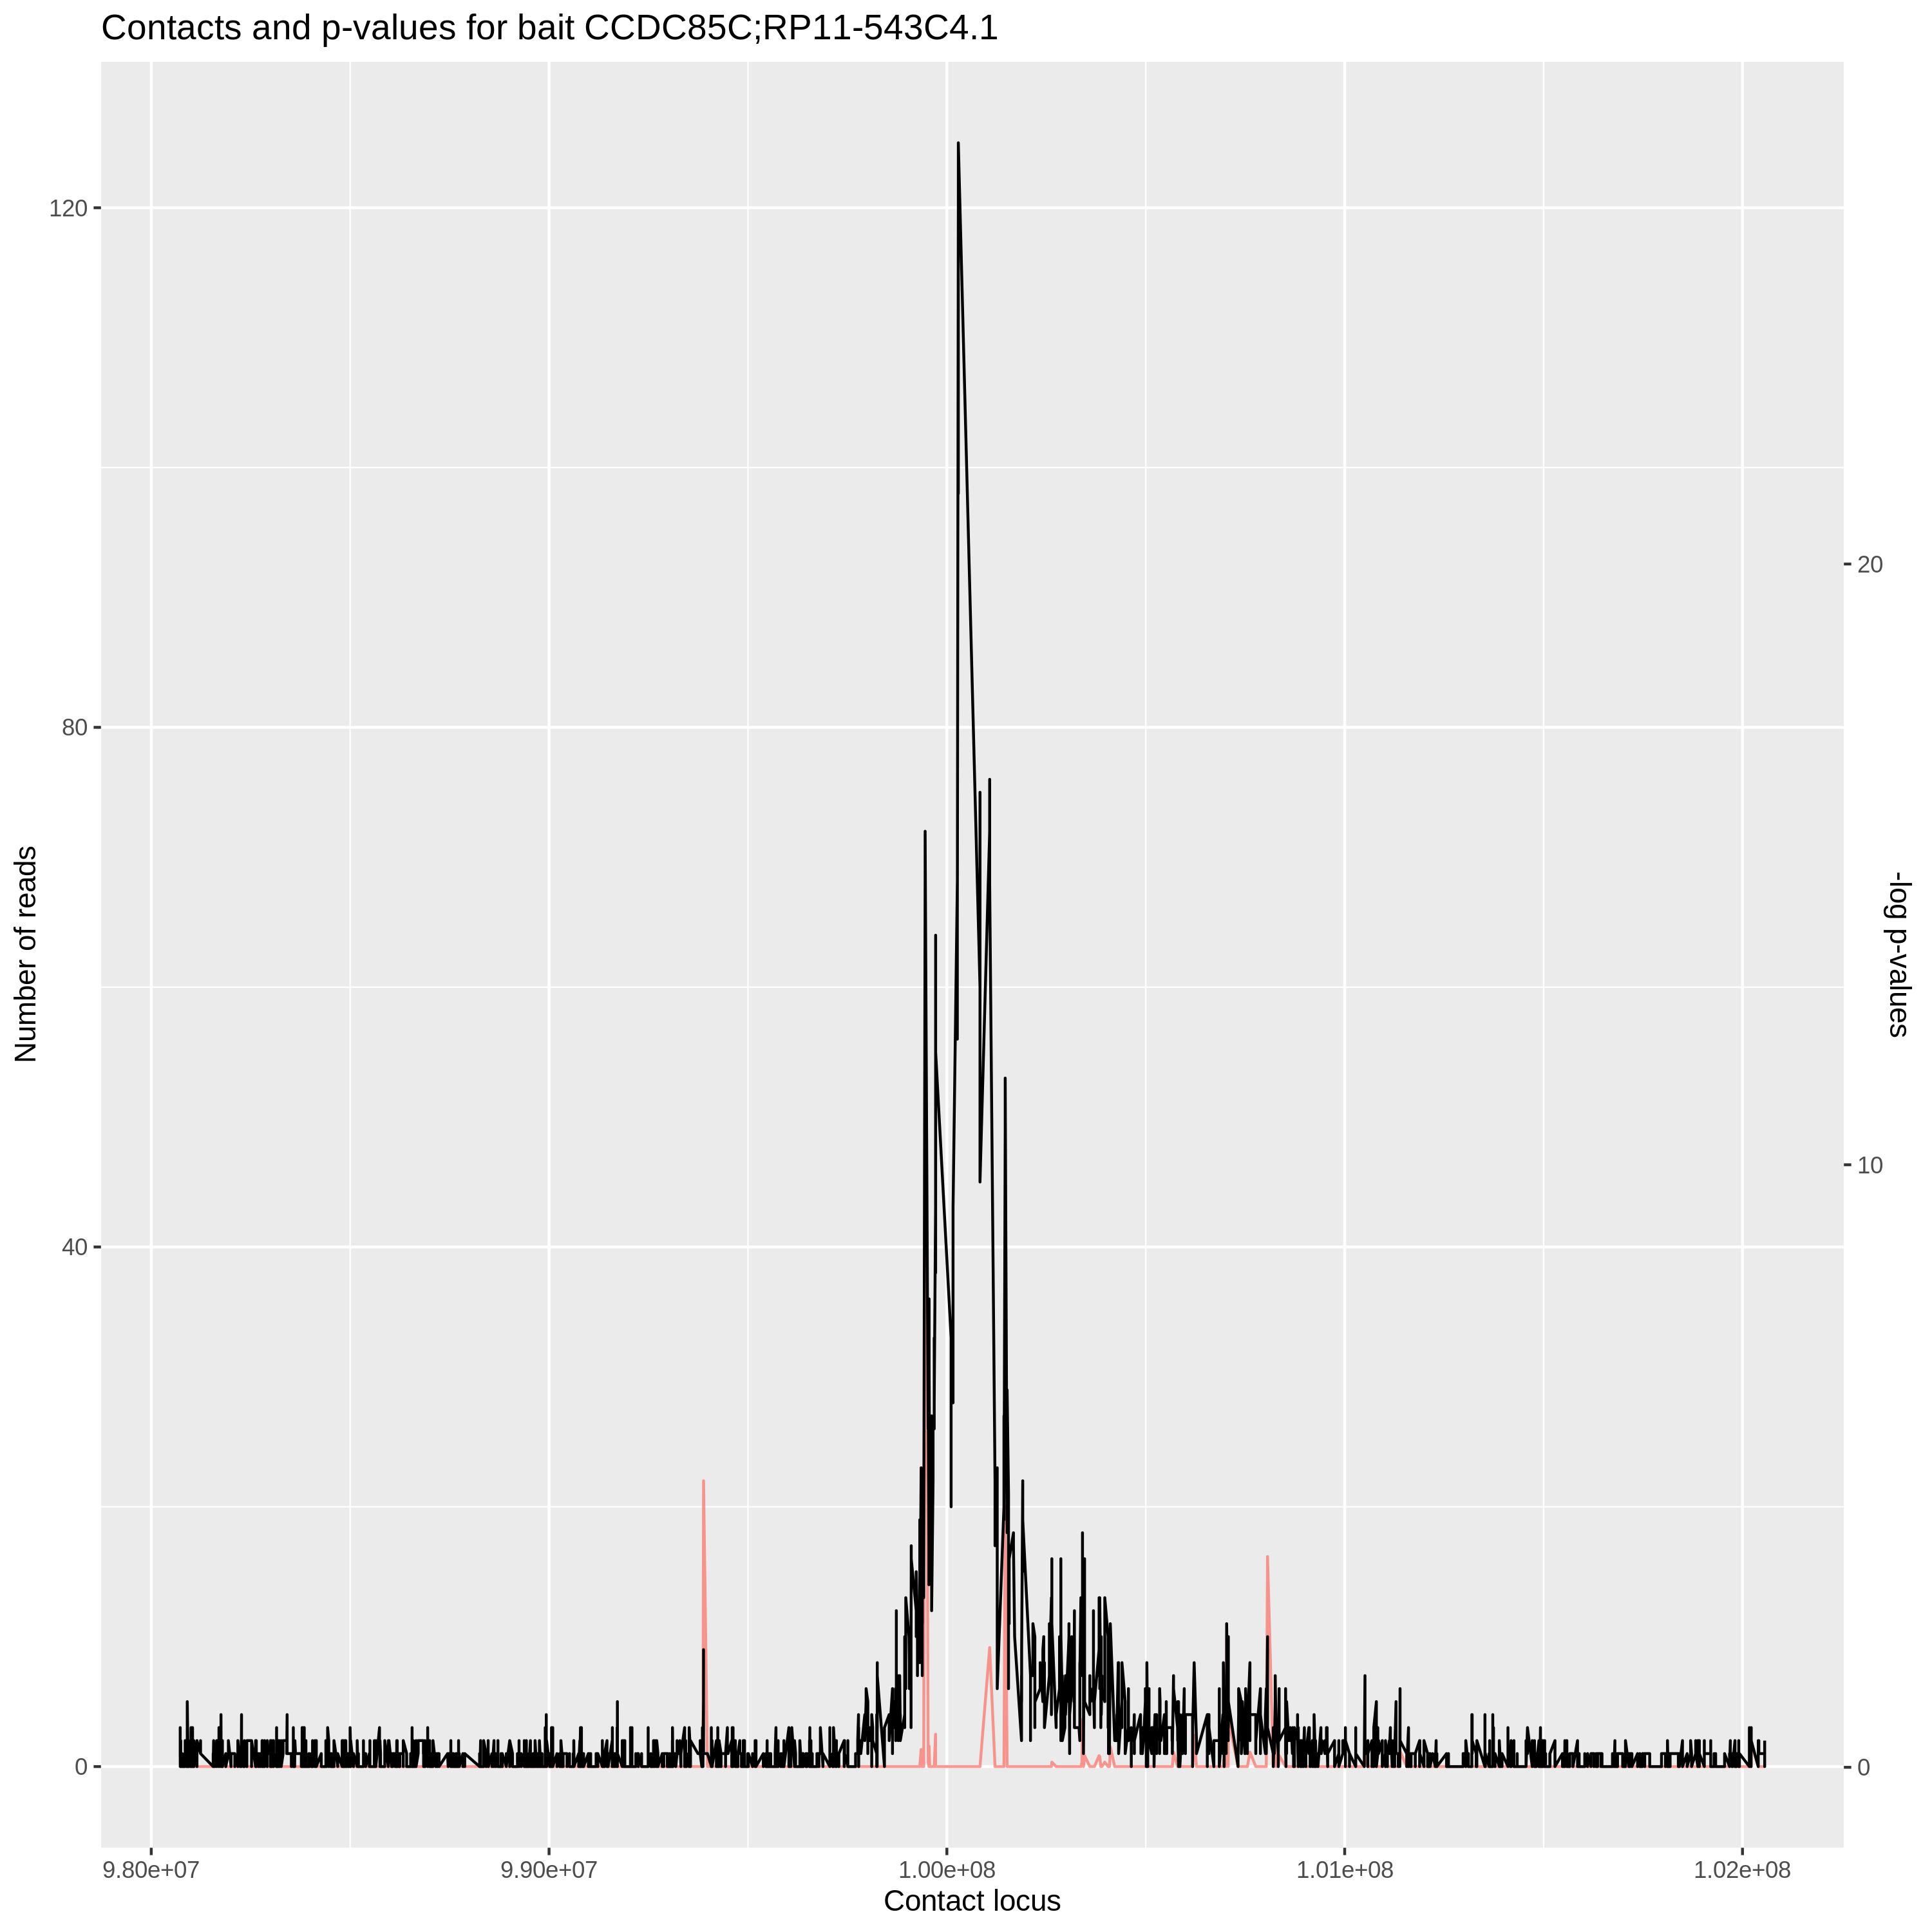 Contacts and p-values for bait CCDC85C;RP11-543C4.1
120
80
40
0
Number of reads
20
10
0
-log p-values
9.80e+07
9.90e+07
1.00e+08
1.01e+08
1.02e+08
Contact locus